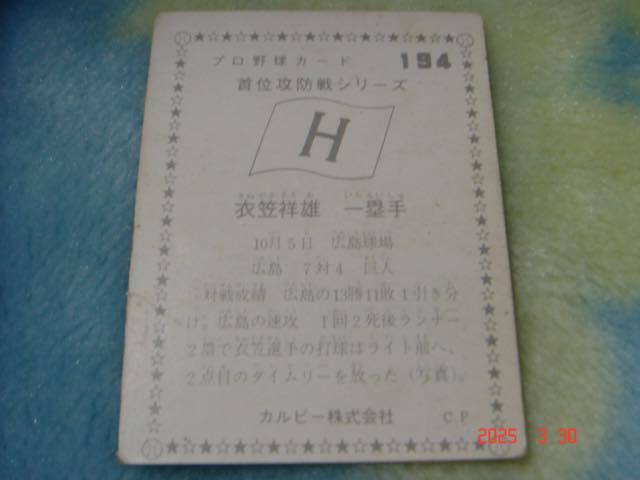 プロ野球カード 194
首位攻防戦シリーズ
H
衣笠祥雄 一塁手
10月5日 広島球場
広島 7対4 巨人
対戦成績 広島の13勝11敗1引き分
け。広島の速攻 1回2死後ランナー
2塁で衣笠選手の打球はライト前へ、
2点目のタイムリーを放った(写真)。
カルビー株式会社 C.P
2025 3 30